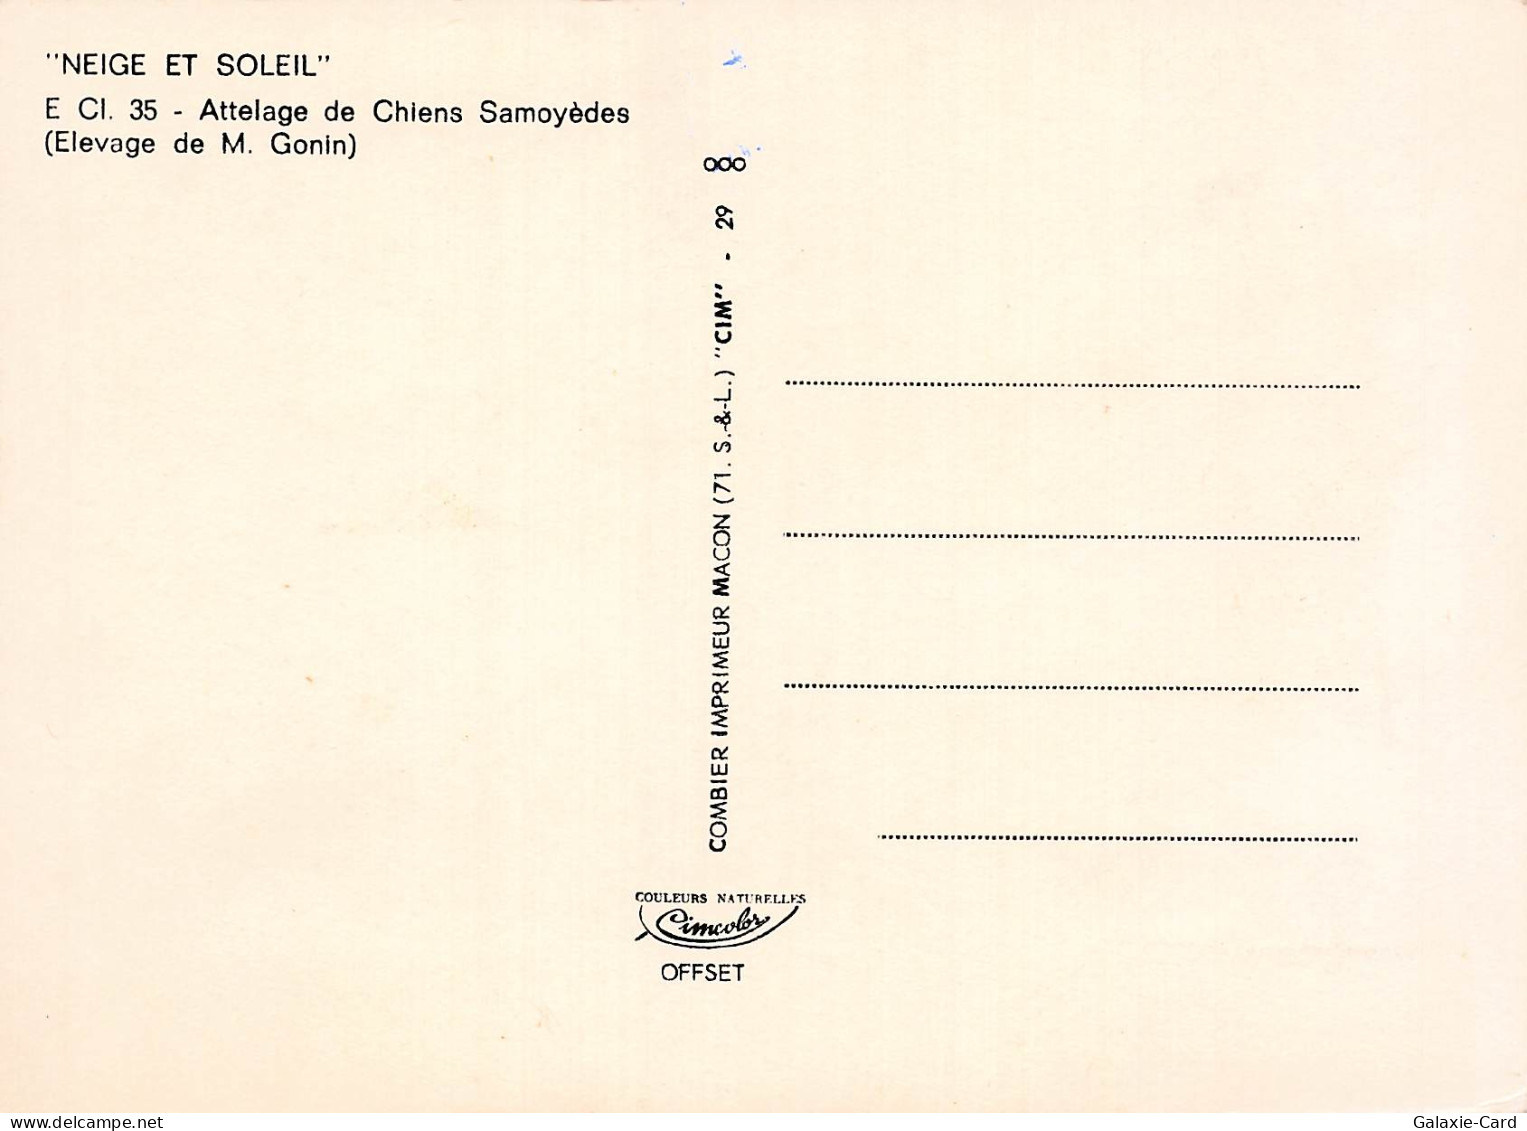 "NEIGE ET SOLEIL"
E Cl. 35 - Attelage de Chiens Samoyèdes
(Elevage de M. Gonin)
COMBIER IMPRIMEUR MACON (71. S.-&-L.) "CIM" - 29 000
COULEURS NATURELLES
Cimcolor
OFFSET
www.delcampe.net
Galaxie-Card